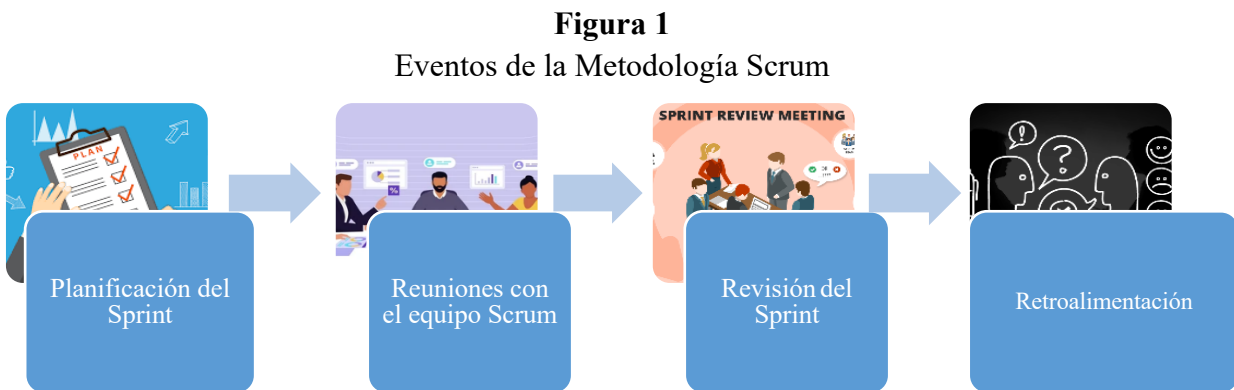 Figura 1
Eventos de la Metodología Scrum
PLAN
SPRINT REVIEW MEETING
Planificación del
Sprint
Reuniones con
el equipo Scrum
Revisión del
Sprint
Retroalimentación